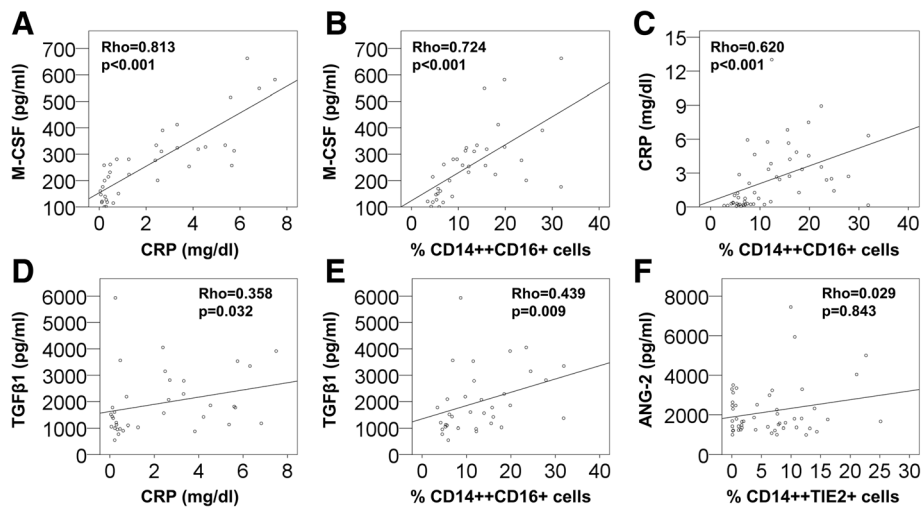 A
Rho=0.813
p<0.001
M-CSF (pg/ml)
700
600
500
400
300
200
100
0 2 4 6 8
CRP (mg/dl)
B
Rho=0.724
p<0.001
M-CSF (pg/ml)
700
600
500
400
300
200
100
0 10 20 30 40
% CD14++CD16+ cells
C
Rho=0.620
p<0.001
CRP (mg/dl)
15
12
9
6
3
0
0 10 20 30 40
% CD14++CD16+ cells
D
Rho=0.358
p=0.032
TGFβ1 (pg/ml)
6000
5000
4000
3000
2000
1000
0
0 2 4 6 8
CRP (mg/dl)
E
Rho=0.439
p=0.009
TGFβ1 (pg/ml)
6000
5000
4000
3000
2000
1000
0
0 10 20 30 40
% CD14++CD16+ cells
F
Rho=0.029
p=0.843
ANG-2 (pg/ml)
8000
6000
4000
2000
0
0 5 10 15 20 25 30
% CD14++TIE2+ cells